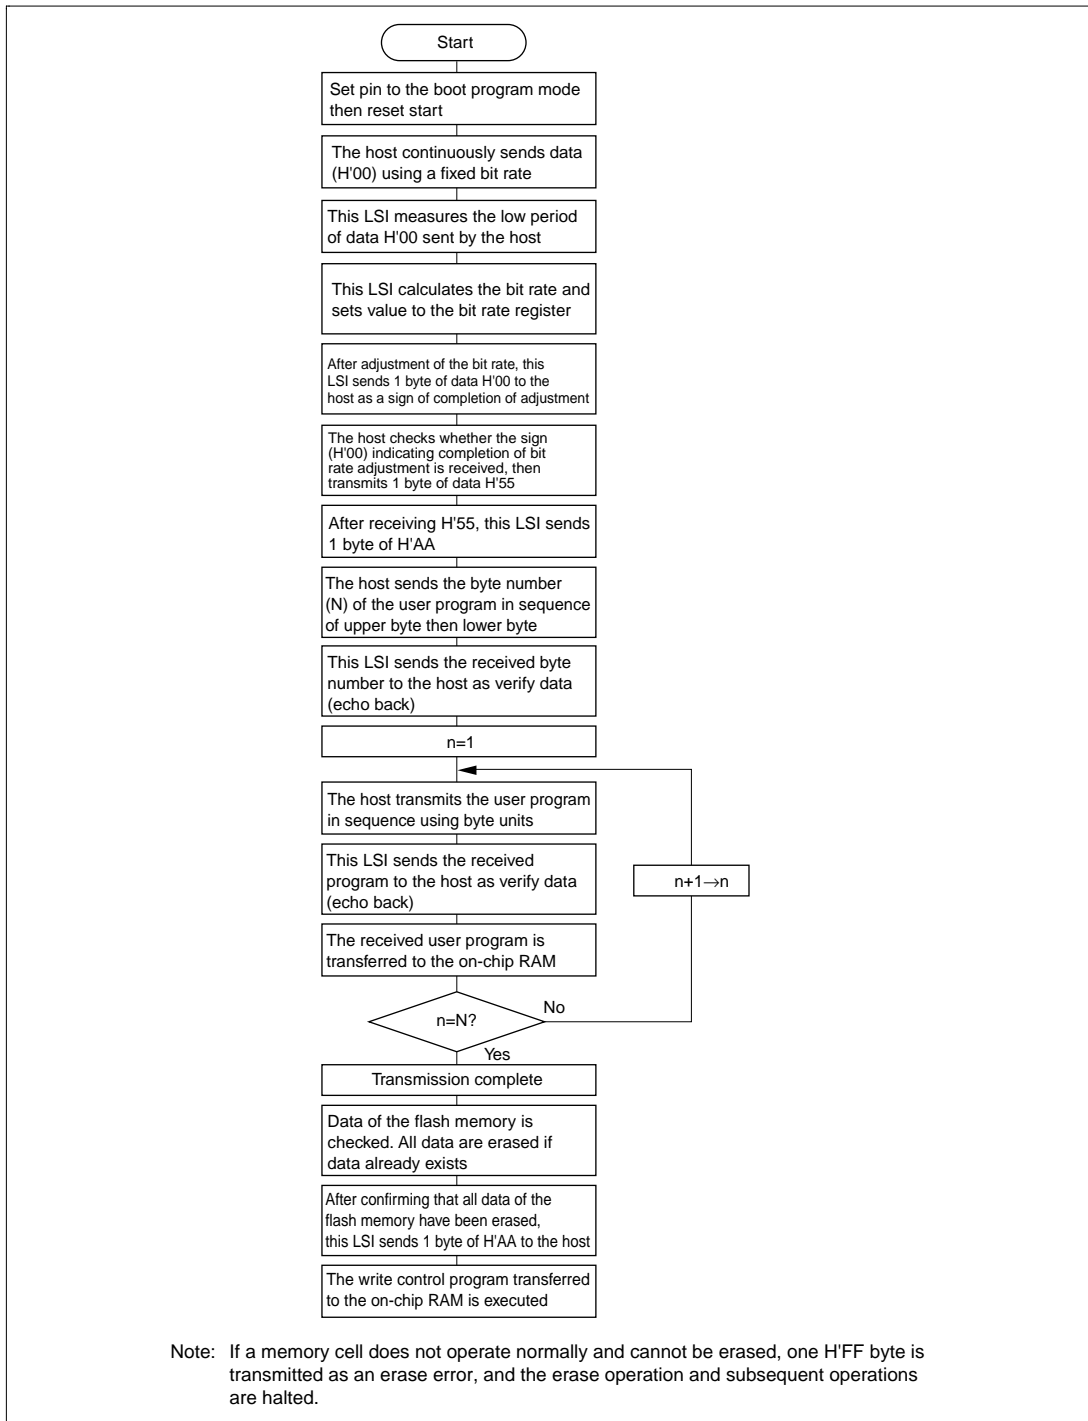 Start
Set pin to the boot program mode
then reset start
The host continuously sends data
(H'00) using a fixed bit rate
This LSI measures the low period
of data H'00 sent by the host
This LSI calculates the bit rate and
sets value to the bit rate register
After adjustment of the bit rate, this
LSI sends 1 byte of data H'00 to the
host as a sign of completion of adjustment
The host checks whether the sign
(H'00) indicating completion of bit
rate adjustment is received, then
transmits 1 byte of data H'55
After receiving H'55, this LSI sends
1 byte of H'AA
The host sends the byte number
(N) of the user program in sequence
of upper byte then lower byte
This LSI sends the received byte
number to the host as verify data
(echo back)
n=1
The host transmits the user program
in sequence using byte units
This LSI sends the received
program to the host as verify data
(echo back)
n+1→n
The received user program is
transferred to the on-chip RAM
n=N?
No
Yes
Transmission complete
Data of the flash memory is
checked. All data are erased if
data already exists
After confirming that all data of the
flash memory have been erased,
this LSI sends 1 byte of H'AA to the host
The write control program transferred
to the on-chip RAM is executed
Note: If a memory cell does not operate normally and cannot be erased, one H'FF byte is
transmitted as an erase error, and the erase operation and subsequent operations
are halted.